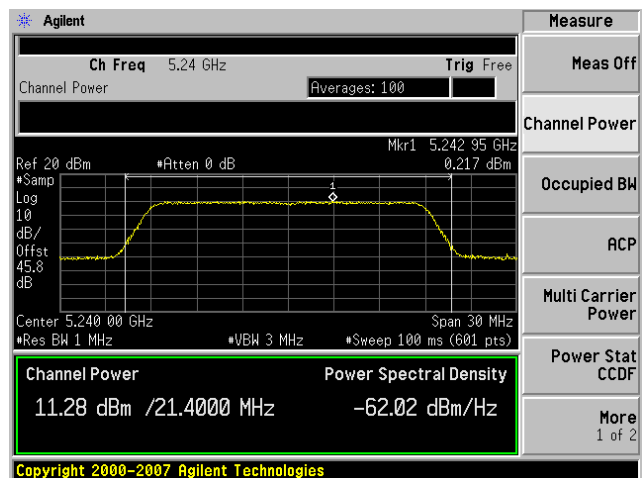 Agilent
Measure
Ch Freq 5.24 GHz Trig Free
Channel Power Averages: 100
Mkr1 5.242 95 GHz
Ref 20 dBm #Atten 0 dB 0.217 dBm
#Samp
Log
10
dB/
Offst
45.8
dB
1
Center 5.240 00 GHz Span 30 MHz
#Res BW 1 MHz #VBW 3 MHz #Sweep 100 ms (601 pts)
Channel Power Power Spectral Density
11.28 dBm /21.4000 MHz -62.02 dBm/Hz
Copyright 2000-2007 Agilent Technologies
Meas Off
Channel Power
Occupied BW
ACP
Multi Carrier
Power
Power Stat
CCDF
More
1 of 2